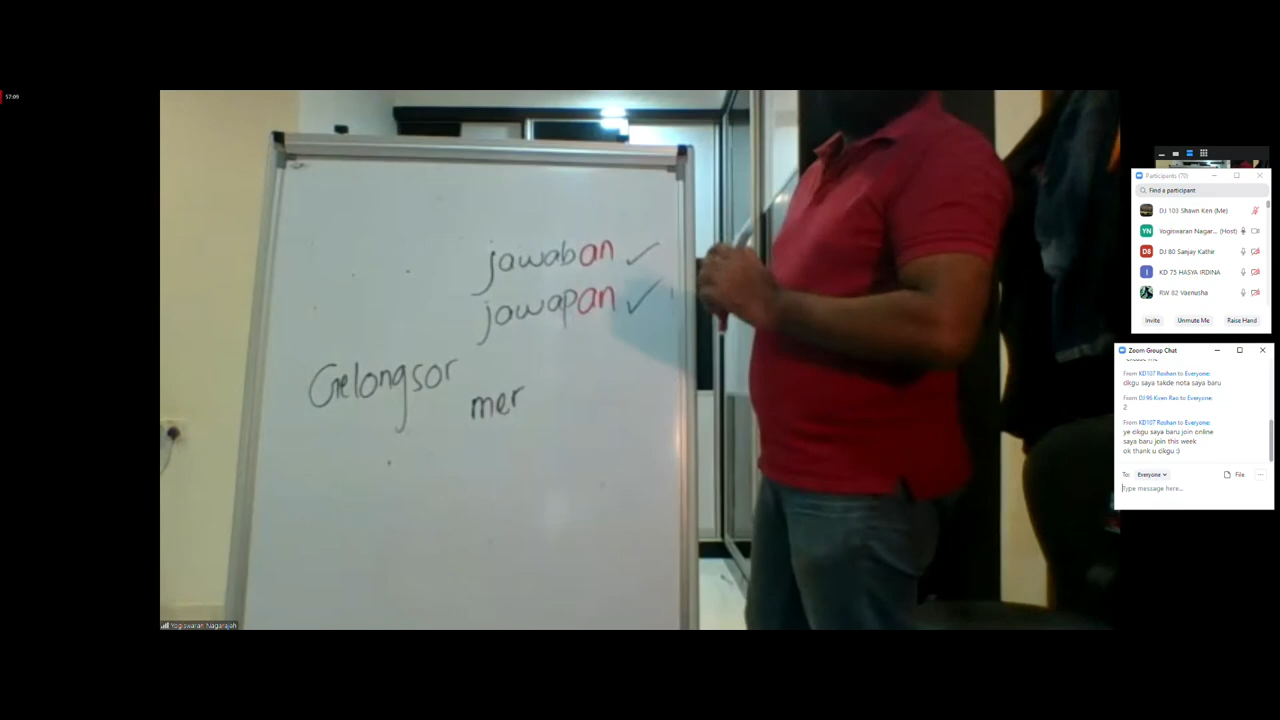 57:09
jawaban ✓
jawapan ✓
Gelongsor
mer
Yogiswaran Nagarajah
Participants (70)
Find a participant
DJ 103 Shawn Ken (Me)
YN Yogiswaran Nagar... (Host)
D8 DJ 80 Sanjay Kathir
I KD 75 HASYA IRDINA
RW 82 Vaenusha
Invite Unmute Me Raise Hand
Zoom Group Chat
From KD107 Roshan to Everyone:
cikgu saya takde nota saya baru
From DJ 96 Kiren Rao to Everyone:
2
From KD107 Roshan to Everyone:
ye cikgu saya baru join online
saya baru join this week
ok thank u cikgu :)
To: Everyone File ...
Type message here...